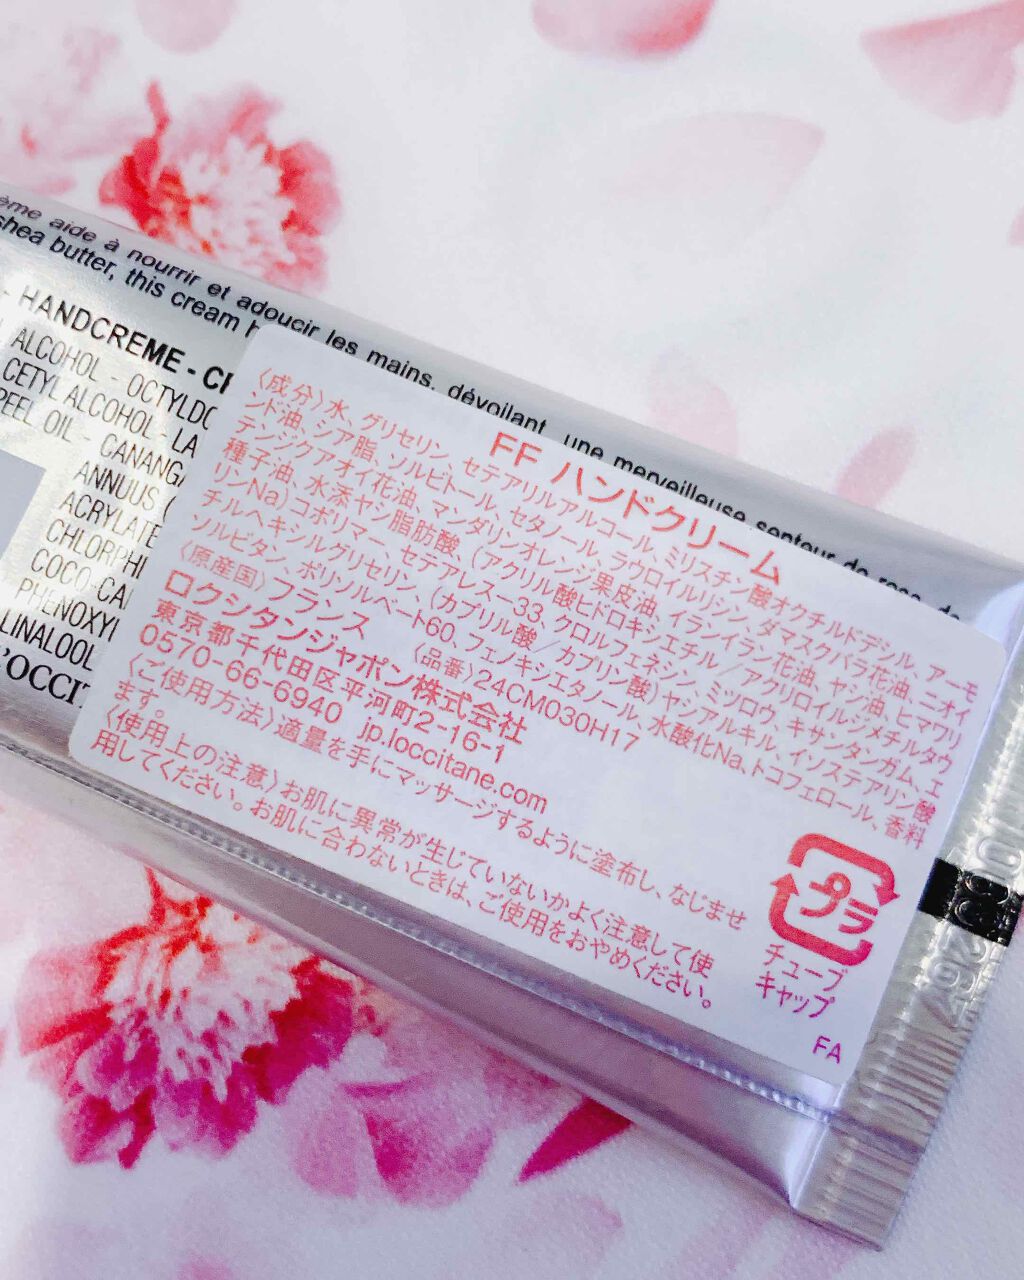 ème aide à nourrir et adoucir les mains, dévoilant une merveilleuse senteur de rose, de
shea butter, this cream
- HANDCREME - C
ALCOHOL - OCTYLDO
CETYL ALCOHOL - LA
PEEL OIL - CANANGA
ANNUUS (
ACRYLATE
CHLORPHE
COCO-CA
PHENOXY
LINALOOL
L'OCCIT
FF ハンドクリーム
〈成分〉水、グリセリン、セテアリルアルコール、ミリスチン酸オクチルドデシル、アーモ
ンド油、シア脂、ソルビトール、セタノール、ラウロイルリシン、ダマスクバラ花油、ニオイ
テンジクアオイ花油、マンダリンオレンジ果皮油、イランイラン花油、ヤシ油、ヒマワリ
種子油、水添ヤシ脂肪酸、(アクリル酸ヒドロキシエチル/アクリロイルジメチルタウ
リンNa)コポリマー、セテアレス-33、クロルフェネシン、ミツロウ、キサンタンガム、エ
チルヘキシルグリセリン、(カプリル酸/カプリン酸)ヤシアルキル、イソステアリン酸
ソルビタン、ポリソルベート60、フェノキシエタノール、水酸化Na、トコフェロール、香料
〈原産国〉フランス 〈品番〉24CM030H17
ロクシタンジャポン株式会社
東京都千代田区平河町2-16-1
0570-66-6940 jp.loccitane.com
〈ご使用方法〉適量を手にマッサージするように塗布し、なじませ
ます。
〈使用上の注意〉お肌に異常が生じていないかよく注意して使
用してください。お肌に合わないときは、ご使用をおやめください。
プラ
チューブ
キャップ
FA